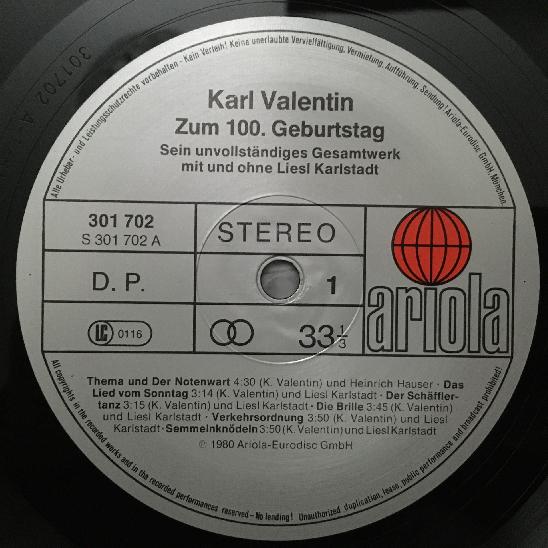 Alle Urheber- und Leistungsschutzrechte vorbehalten - Kein Verleih! Keine unerlaubte Vervielfältigung, Vermietung, Aufführung, Sendung! Ariola-Eurodisc GmbH, München.
301702 A
Karl Valentin
Zum 100. Geburtstag
Sein unvollständiges Gesamtwerk
mit und ohne Liesl Karlstadt
301 702
S 301 702 A
STEREO
D. P.
1
ariola
LC 0116
33 1/3
Thema und Der Notenwart 4:30 (K. Valentin) und Heinrich Hauser · Das
Lied vom Sonntag 3:14 (K. Valentin) und Liesl Karlstadt · Der Schäffler-
tanz 3:15 (K. Valentin) und Liesl Karlstadt · Die Brille 3:45 (K. Valentin)
und Liesl Karlstadt · Verkehrsordnung 3:50 (K. Valentin) und Liesl
Karlstadt · Semmelnknödeln 3:50 (K. Valentin) und Liesl Karlstadt
℗ 1980 Ariola-Eurodisc GmbH
All copyrights in the recorded works and in the recorded performances reserved – No lending! Unauthorized duplication, lease, public performance and broadcast prohibited!